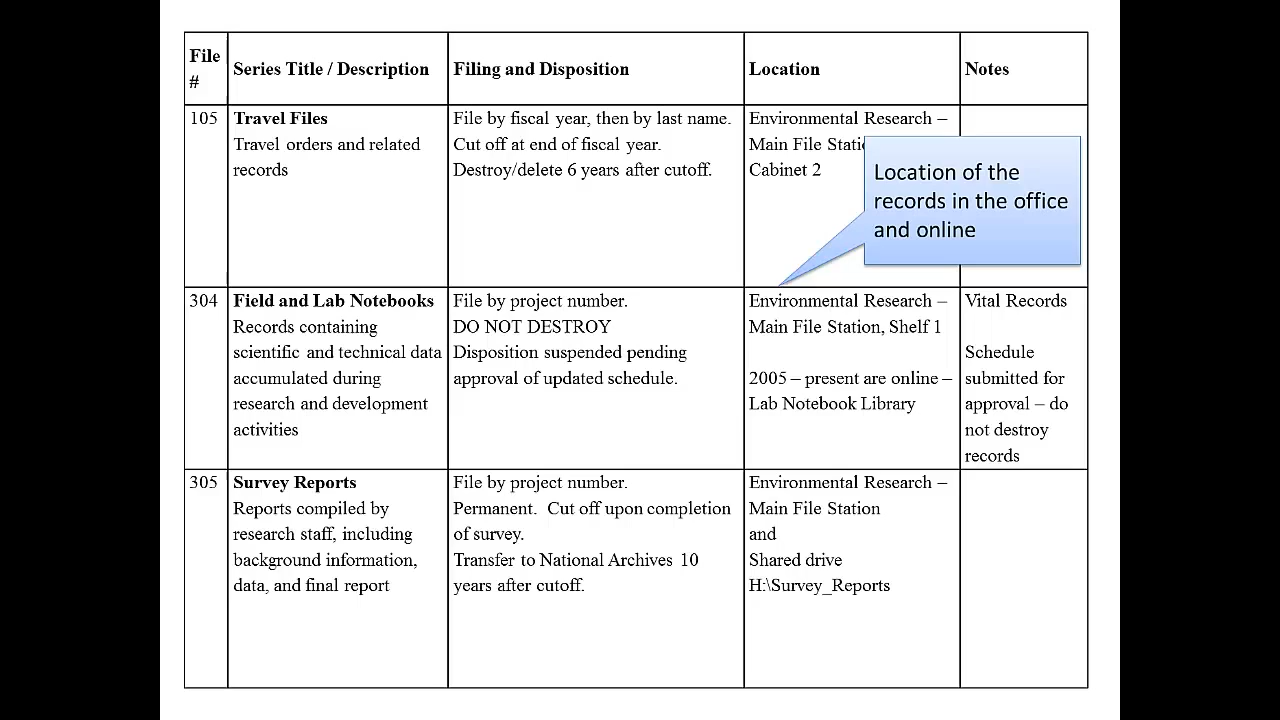 File
#
Series Title / Description
Filing and Disposition
Location
Notes
105
Travel Files
Travel orders and related
records
File by fiscal year, then by last name.
Cut off at end of fiscal year.
Destroy/delete 6 years after cutoff.
Environmental Research –
Main File
Cabinet 2
Location of the
records in the office
and online
304
Field and Lab Notebooks
Records containing
scientific and technical data
accumulated during
research and development
activities
File by project number.
DO NOT DESTROY
Disposition suspended pending
approval of updated schedule.
Environmental Research –
Main File Station, Shelf 1
2005 – present are online –
Lab Notebook Library
Vital Records
Schedule
submitted for
approval – do
not destroy
records
305
Survey Reports
Reports compiled by
research staff, including
background information,
data, and final report
File by project number.
Permanent. Cut off upon completion
of survey.
Transfer to National Archives 10
years after cutoff.
Environmental Research –
Main File Station
and
Shared drive
H:\Survey_Reports